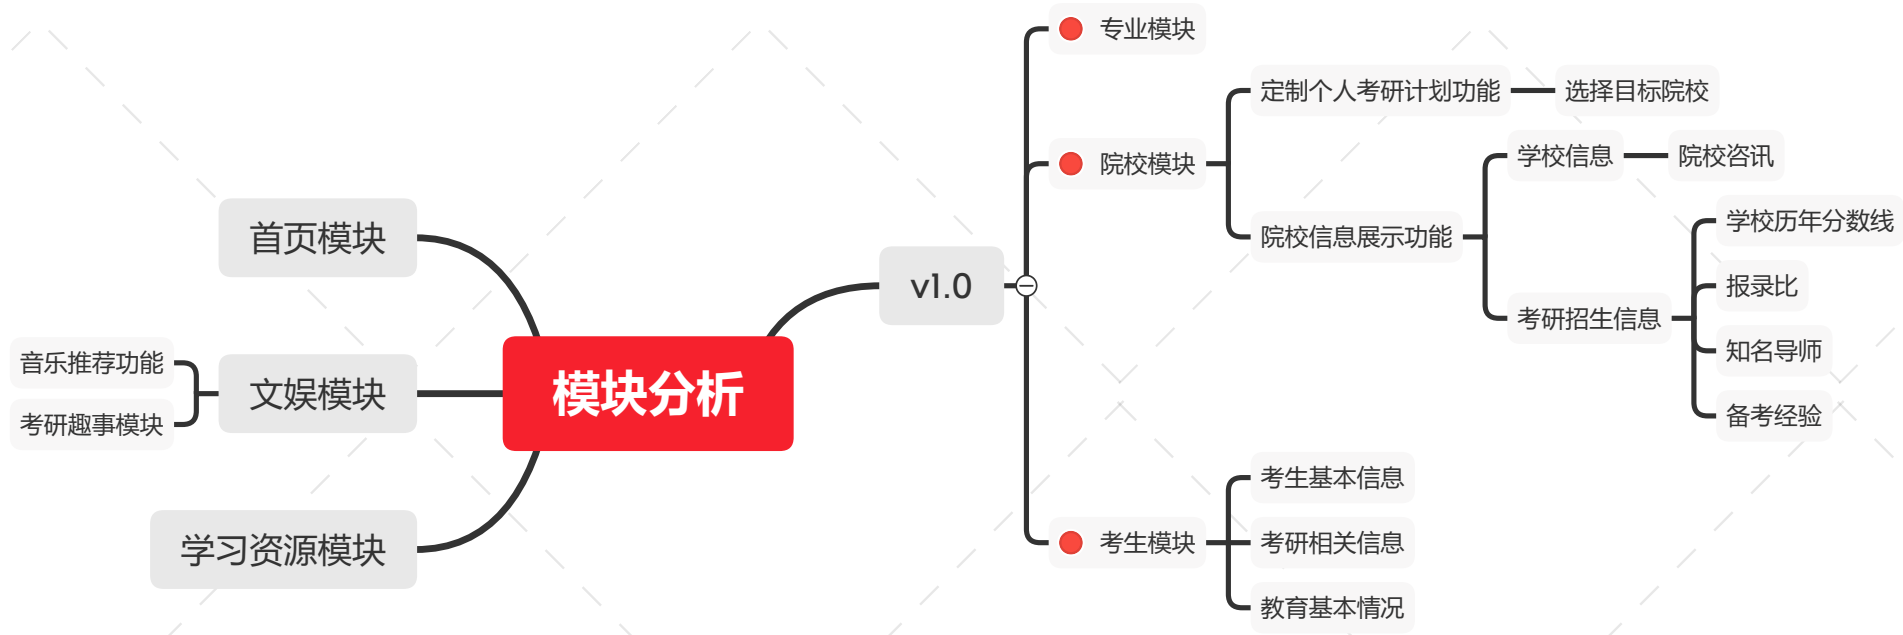 模块分析
v1.0
专业模块
院校模块
定制个人考研计划功能
选择目标院校
院校信息展示功能
学校信息
院校咨讯
考研招生信息
学校历年分数线
报录比
知名导师
备考经验
考生模块
考生基本信息
考研相关信息
教育基本情况
首页模块
文娱模块
音乐推荐功能
考研趣事模块
学习资源模块